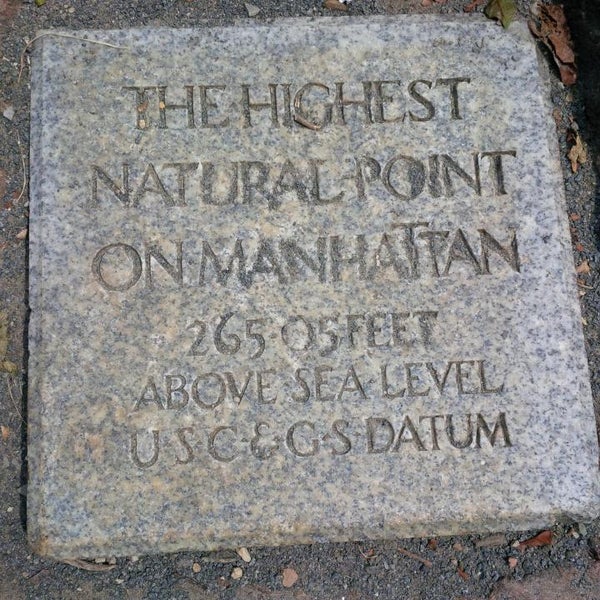 THE·HIGHEST
NATURAL·POINT
ON MANHATTAN
265·05 FEET
ABOVE SEA·LEVEL
U·S·C·&·G·S·DATUM